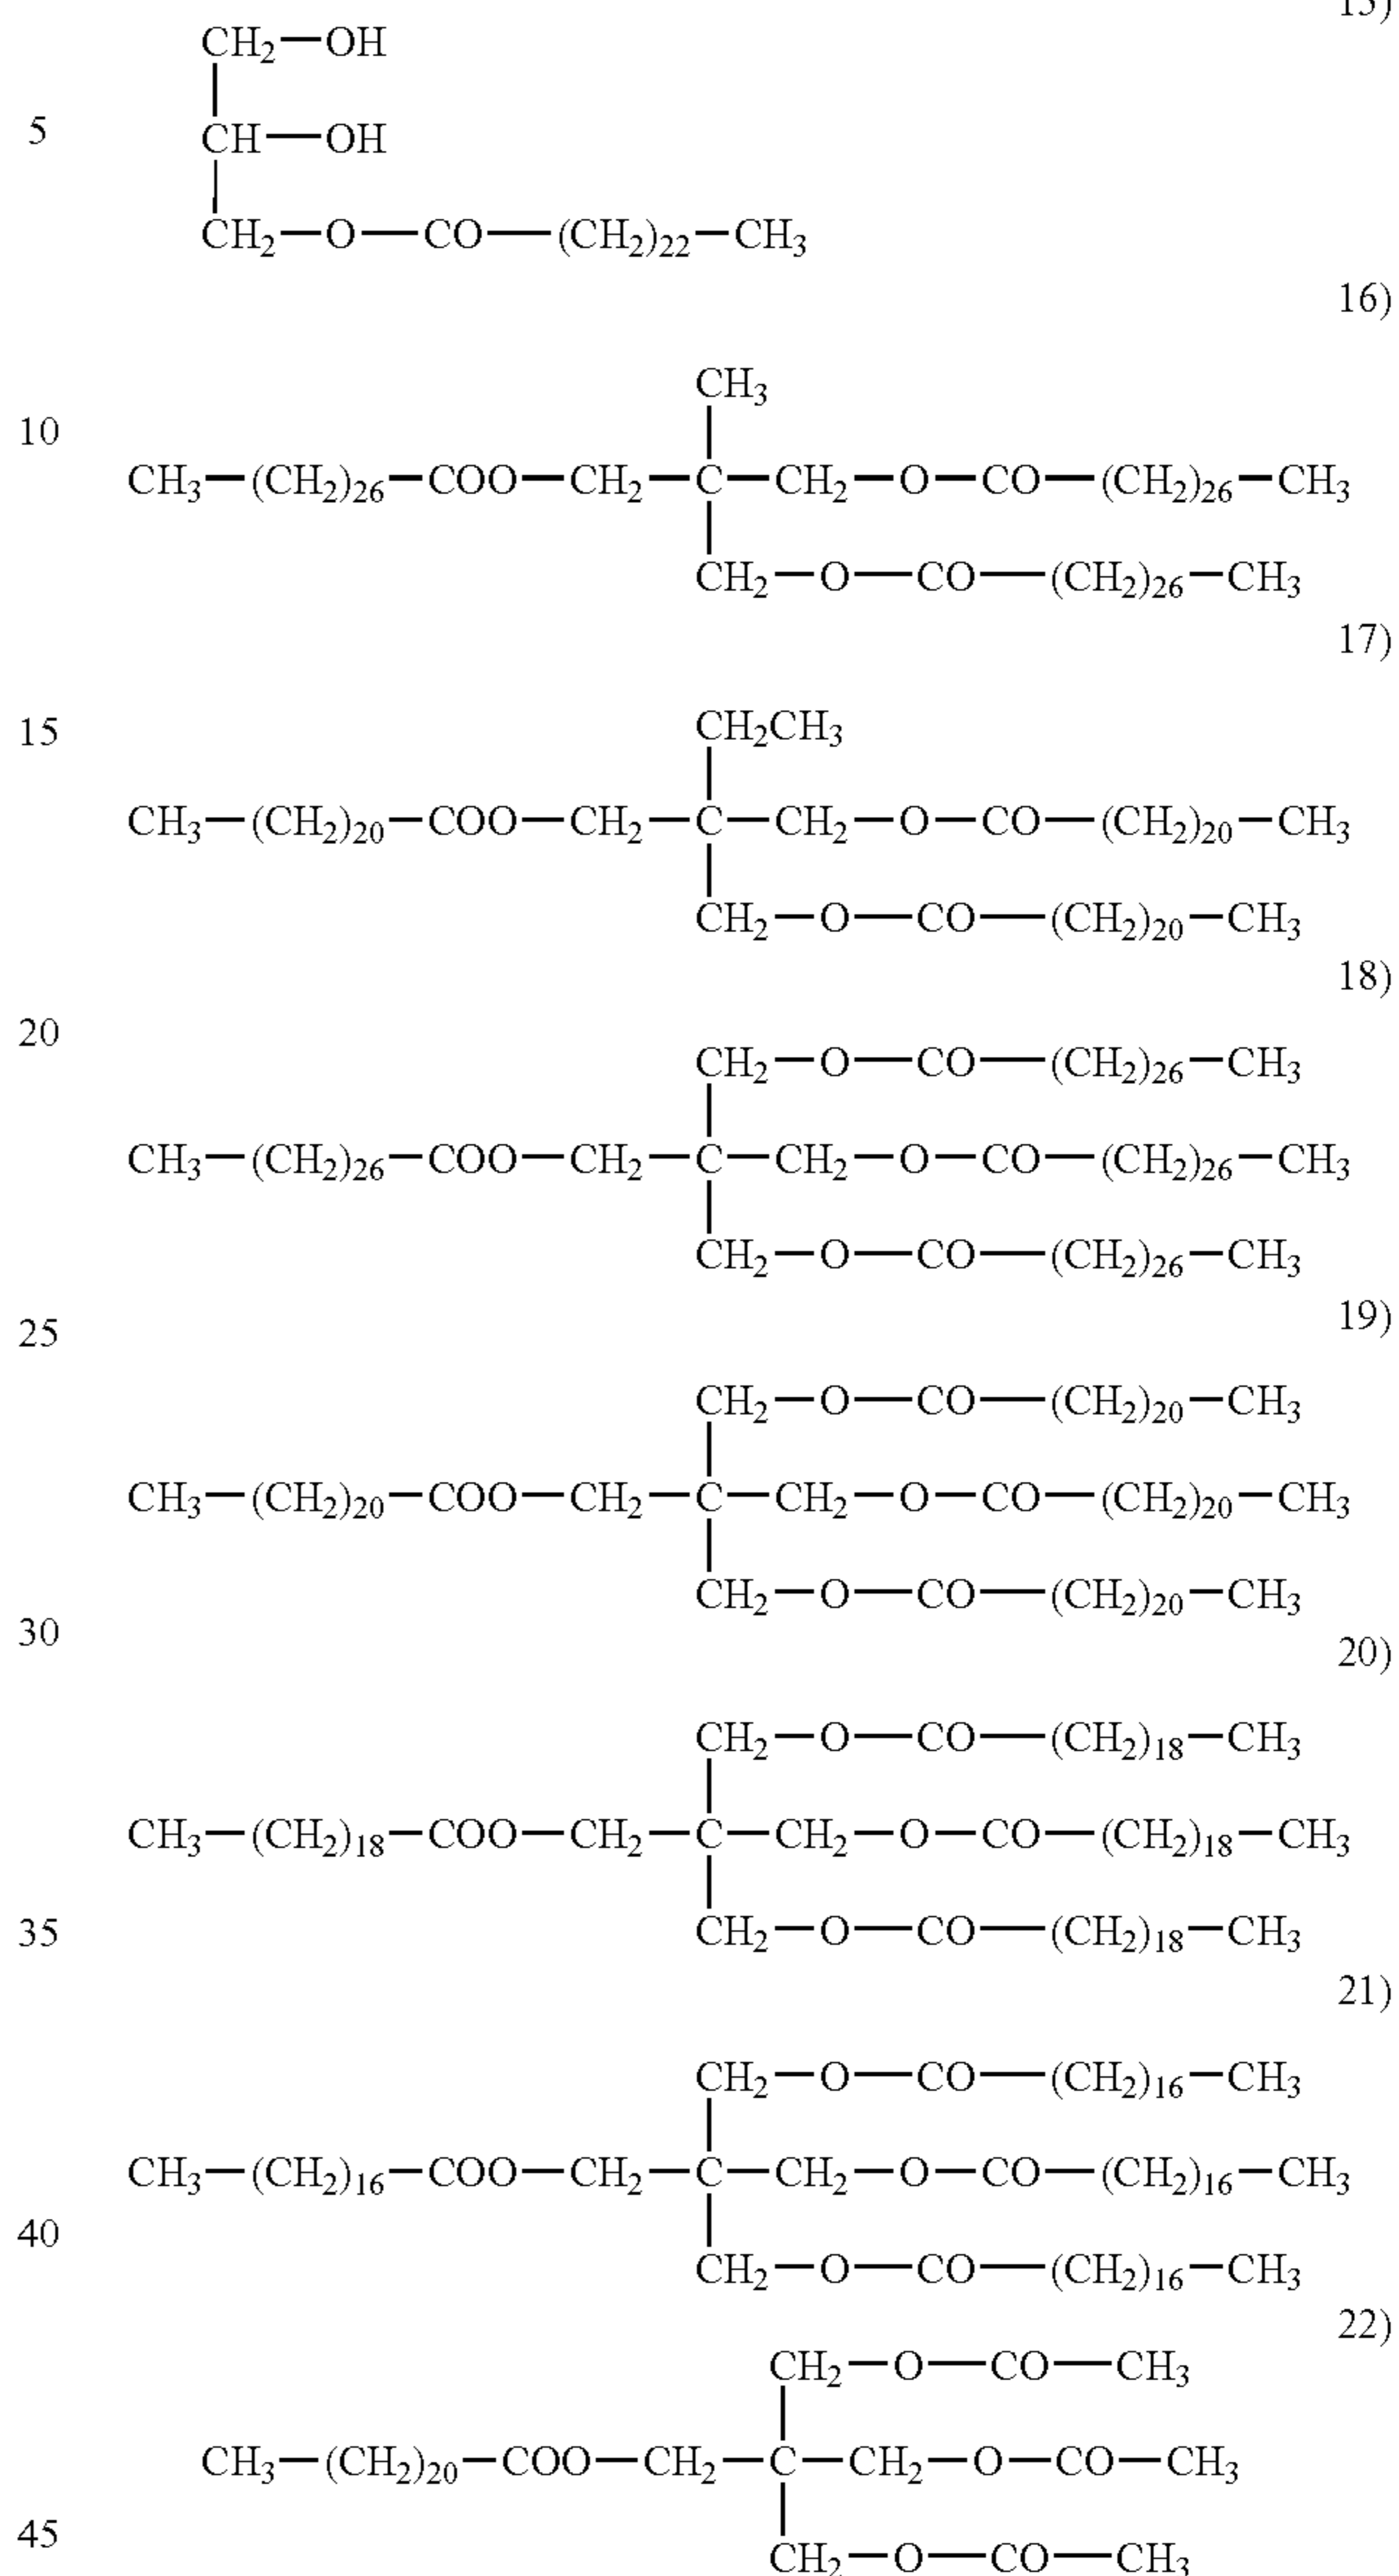 15)
CH₂—OH
5
CH—OH
CH₂—O—CO—(CH₂)₂₂—CH₃
16)
CH₃
10
CH₃—(CH₂)₂₆—COO—CH₂—C—CH₂—O—CO—(CH₂)₂₆—CH₃
CH₂—O—CO—(CH₂)₂₆—CH₃
17)
15
CH₂CH₃
CH₃—(CH₂)₂₀—COO—CH₂—C—CH₂—O—CO—(CH₂)₂₀—CH₃
CH₂—O—CO—(CH₂)₂₀—CH₃
18)
20
CH₂—O—CO—(CH₂)₂₆—CH₃
CH₃—(CH₂)₂₆—COO—CH₂—C—CH₂—O—CO—(CH₂)₂₆—CH₃
CH₂—O—CO—(CH₂)₂₆—CH₃
19)
25
CH₂—O—CO—(CH₂)₂₀—CH₃
CH₃—(CH₂)₂₀—COO—CH₂—C—CH₂—O—CO—(CH₂)₂₀—CH₃
CH₂—O—CO—(CH₂)₂₀—CH₃
30
20)
CH₂—O—CO—(CH₂)₁₈—CH₃
CH₃—(CH₂)₁₈—COO—CH₂—C—CH₂—O—CO—(CH₂)₁₈—CH₃
35
CH₂—O—CO—(CH₂)₁₈—CH₃
21)
CH₂—O—CO—(CH₂)₁₆—CH₃
CH₃—(CH₂)₁₆—COO—CH₂—C—CH₂—O—CO—(CH₂)₁₆—CH₃
40
CH₂—O—CO—(CH₂)₁₆—CH₃
22)
CH₂—O—CO—CH₃
CH₃—(CH₂)₂₀—COO—CH₂—C—CH₂—O—CO—CH₃
45
CH₂—O—CO—CH₃